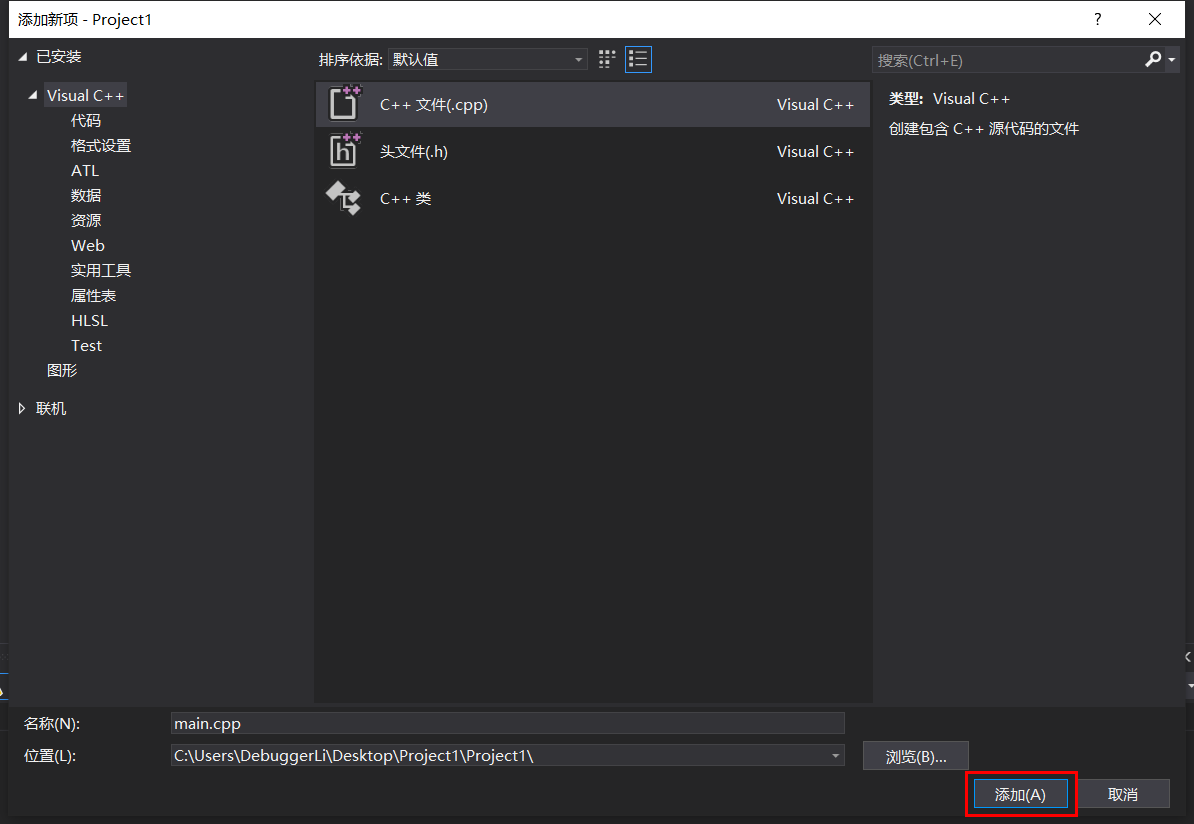 添加新项 - Project1
?
已安装
Visual C++
代码
格式设置
ATL
数据
资源
Web
实用工具
属性表
HLSL
Test
图形
联机
排序依据: 默认值
C++ 文件(.cpp) Visual C++
头文件(.h) Visual C++
C++ 类 Visual C++
搜索(Ctrl+E)
类型: Visual C++
创建包含 C++ 源代码的文件
名称(N): main.cpp
位置(L): C:\Users\DebuggerLi\Desktop\Project1\Project1\
浏览(B)...
添加(A) 取消